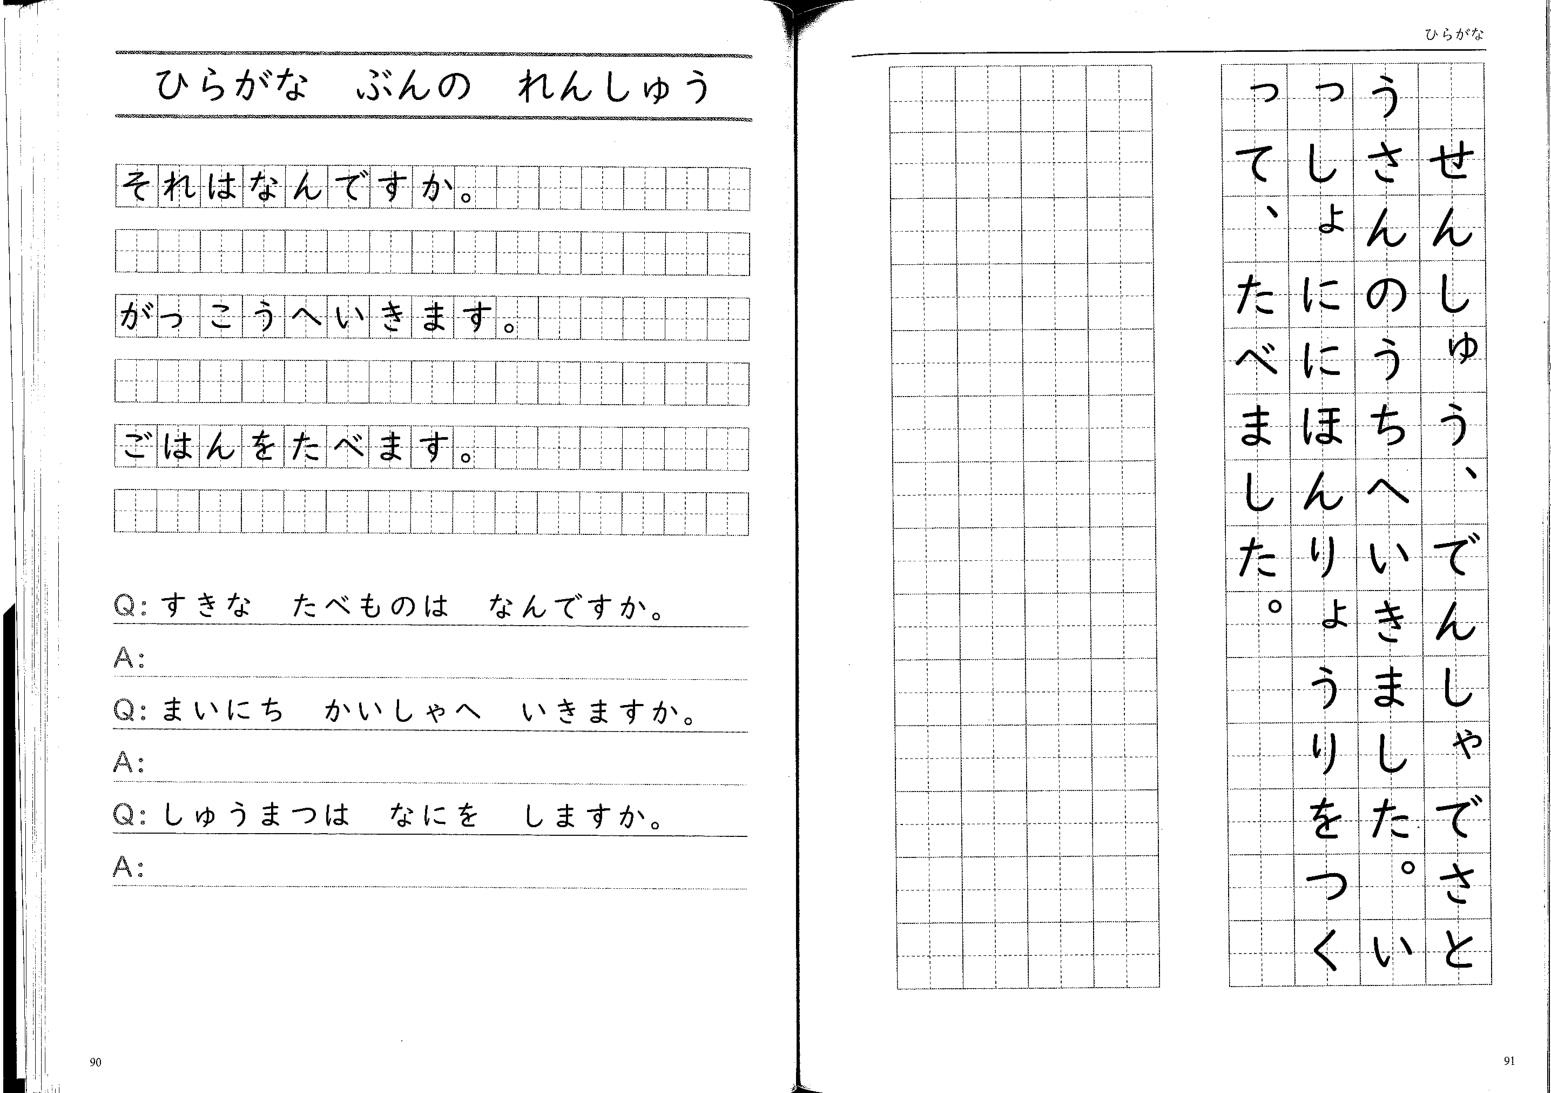 ひらがな　ぶんの　れんしゅう
それはなんですか。
がっこうへいきます。
ごはんをたべます。
Q: すきな　たべものは　なんですか。
A:
Q: まいにち　かいしゃへ　いきますか。
A:
Q: しゅうまつは　なにを　しますか。
A:
90
ひらがな
せんしゅう、でんしゃでさと
うさんのうちへいきました。い
っしょににほんりょうりをつく
って、たべました。
91